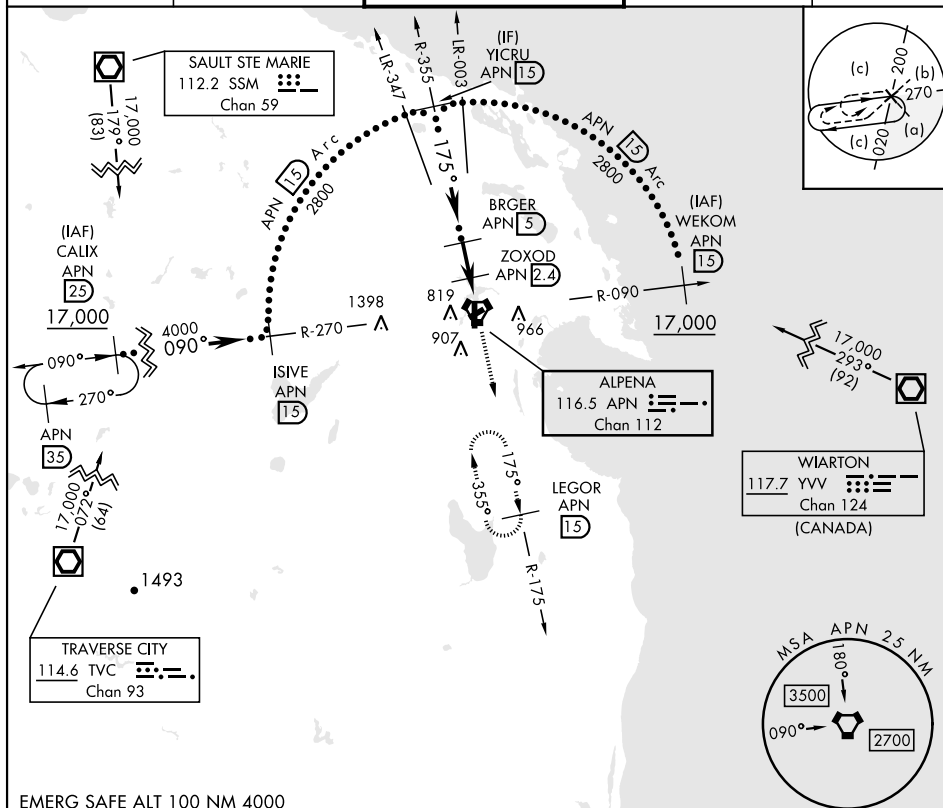 SAULT STE MARIE
112.2 SSM
Chan 59
17,000
179°
(83)
LR-347
R-355
LR-003
(IF)
YICRU
APN 15
APN 15 Arc
2800
175°
APN 15 Arc
2800
BRGER
APN 5
ZOXOD
APN 2.4
(IAF)
WEKOM
APN
15
R-090
17,000
(IAF)
CALIX
APN
25
17,000
4000
090°
090°
270°
APN
35
R-270
1398
819
907
966
ISIVE
APN
15
ALPENA
116.5 APN
Chan 112
17,000
293°
(92)
WIARTON
117.7 YVV
Chan 124
(CANADA)
17,000
072°
(64)
1493
TRAVERSE CITY
114.6 TVC
Chan 93
355°
175°
LEGOR
APN
15
R-175
(c)
200
(b)
270
(a)
(c)
020
MSA APN 25 NM
180°
3500
090°
2700
EMERG SAFE ALT 100 NM 4000